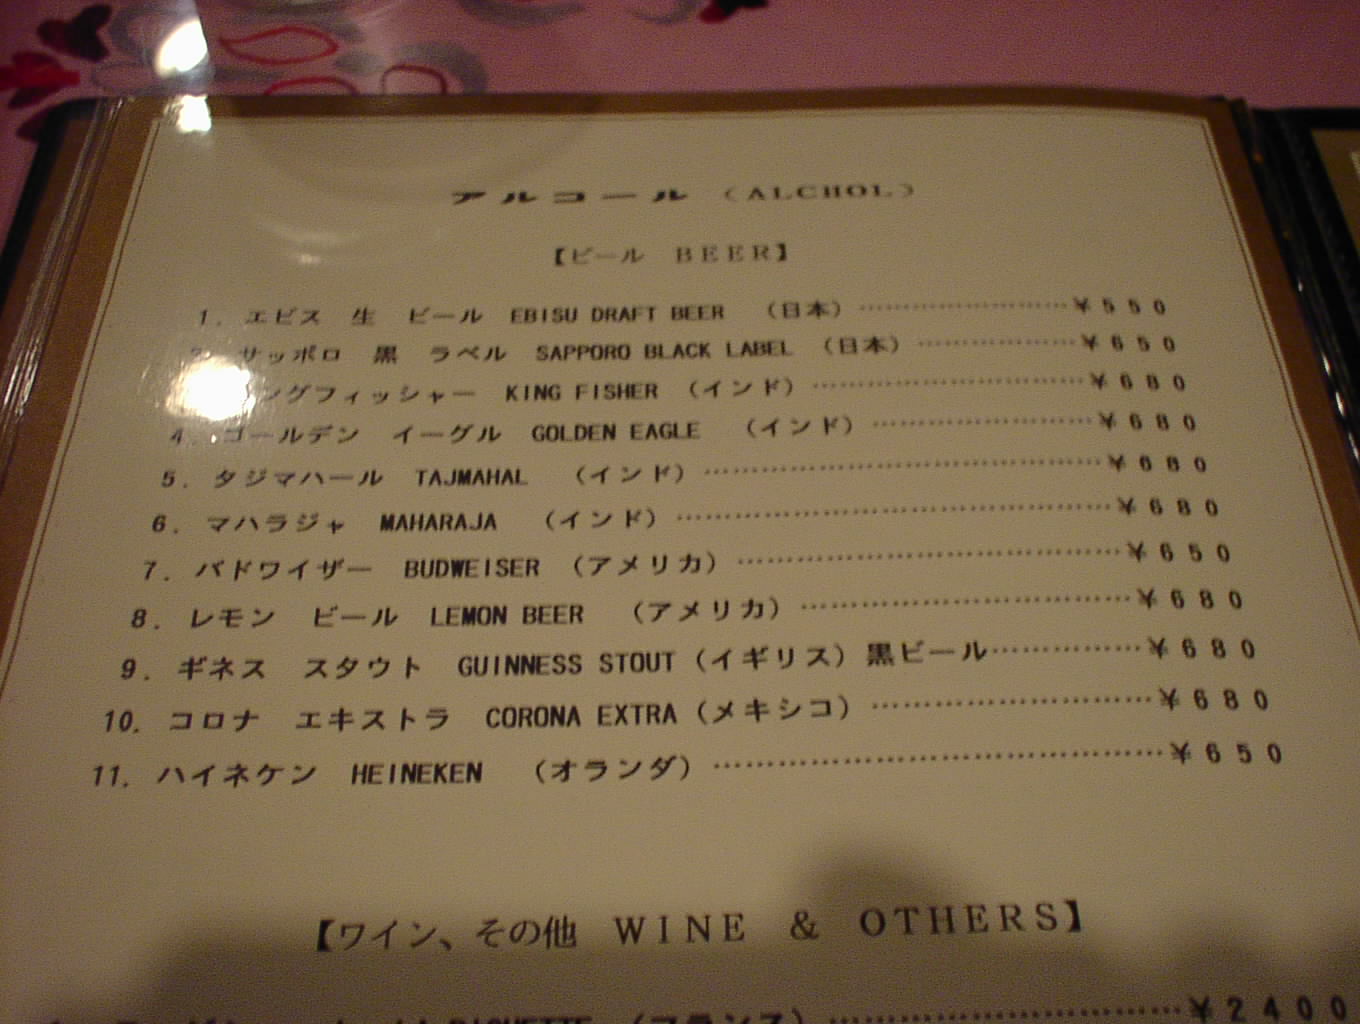 アルコール (ALCHOL)
【ビール BEER】
1. エビス 生 ビール EBISU DRAFT BEER (日本) ……………………¥550
2. サッポロ 黒 ラベル SAPPORO BLACK LABEL (日本) ………………¥650
ングフィッシャー KING FISHER (インド) …………………………¥680
4. ゴールデン イーグル GOLDEN EAGLE (インド) ……………………¥680
5. タジマハール TAJMAHAL (インド) ……………………………………¥680
6. マハラジャ MAHARAJA (インド) ………………………………………¥680
7. バドワイザー BUDWEISER (アメリカ) …………………………………¥650
8. レモン ビール LEMON BEER (アメリカ) ……………………………¥680
9. ギネス スタウト GUINNESS STOUT (イギリス) 黒ビール……………¥680
10. コロナ エキストラ CORONA EXTRA (メキシコ) …………………………¥680
11. ハイネケン HEINEKEN (オランダ) ………………………………………¥650
【ワイン、その他 WINE & OTHERS】
(フランス) ………………………………¥2400